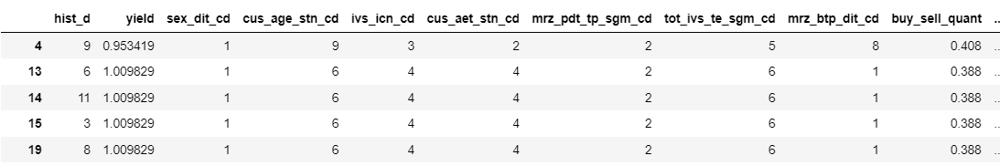 hist_d yield sex_dit_cd cus_age_stn_cd ivs_icn_cd cus_aet_stn_cd mrz_pdt_tp_sgm_cd tot_ivs_te_sgm_cd mrz_btp_dit_cd buy_sell_quant ..
4 9 0.953419 1 9 3 2 2 5 8 0.408 ..
13 6 1.009829 1 6 4 4 2 6 1 0.388 ..
14 11 1.009829 1 6 4 4 2 6 1 0.388 ..
15 3 1.009829 1 6 4 4 2 6 1 0.388 ..
19 8 1.009829 1 6 4 4 2 6 1 0.388 ..